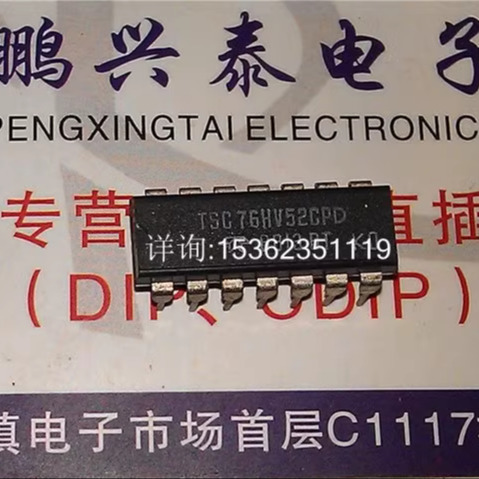 鹏兴泰电子
PENGXINGTAI ELECTRONIC
TSC76HV52CPD
详询:15362351119
专营 直插
(DIP、CDIP)
镇电子市场首层C1117